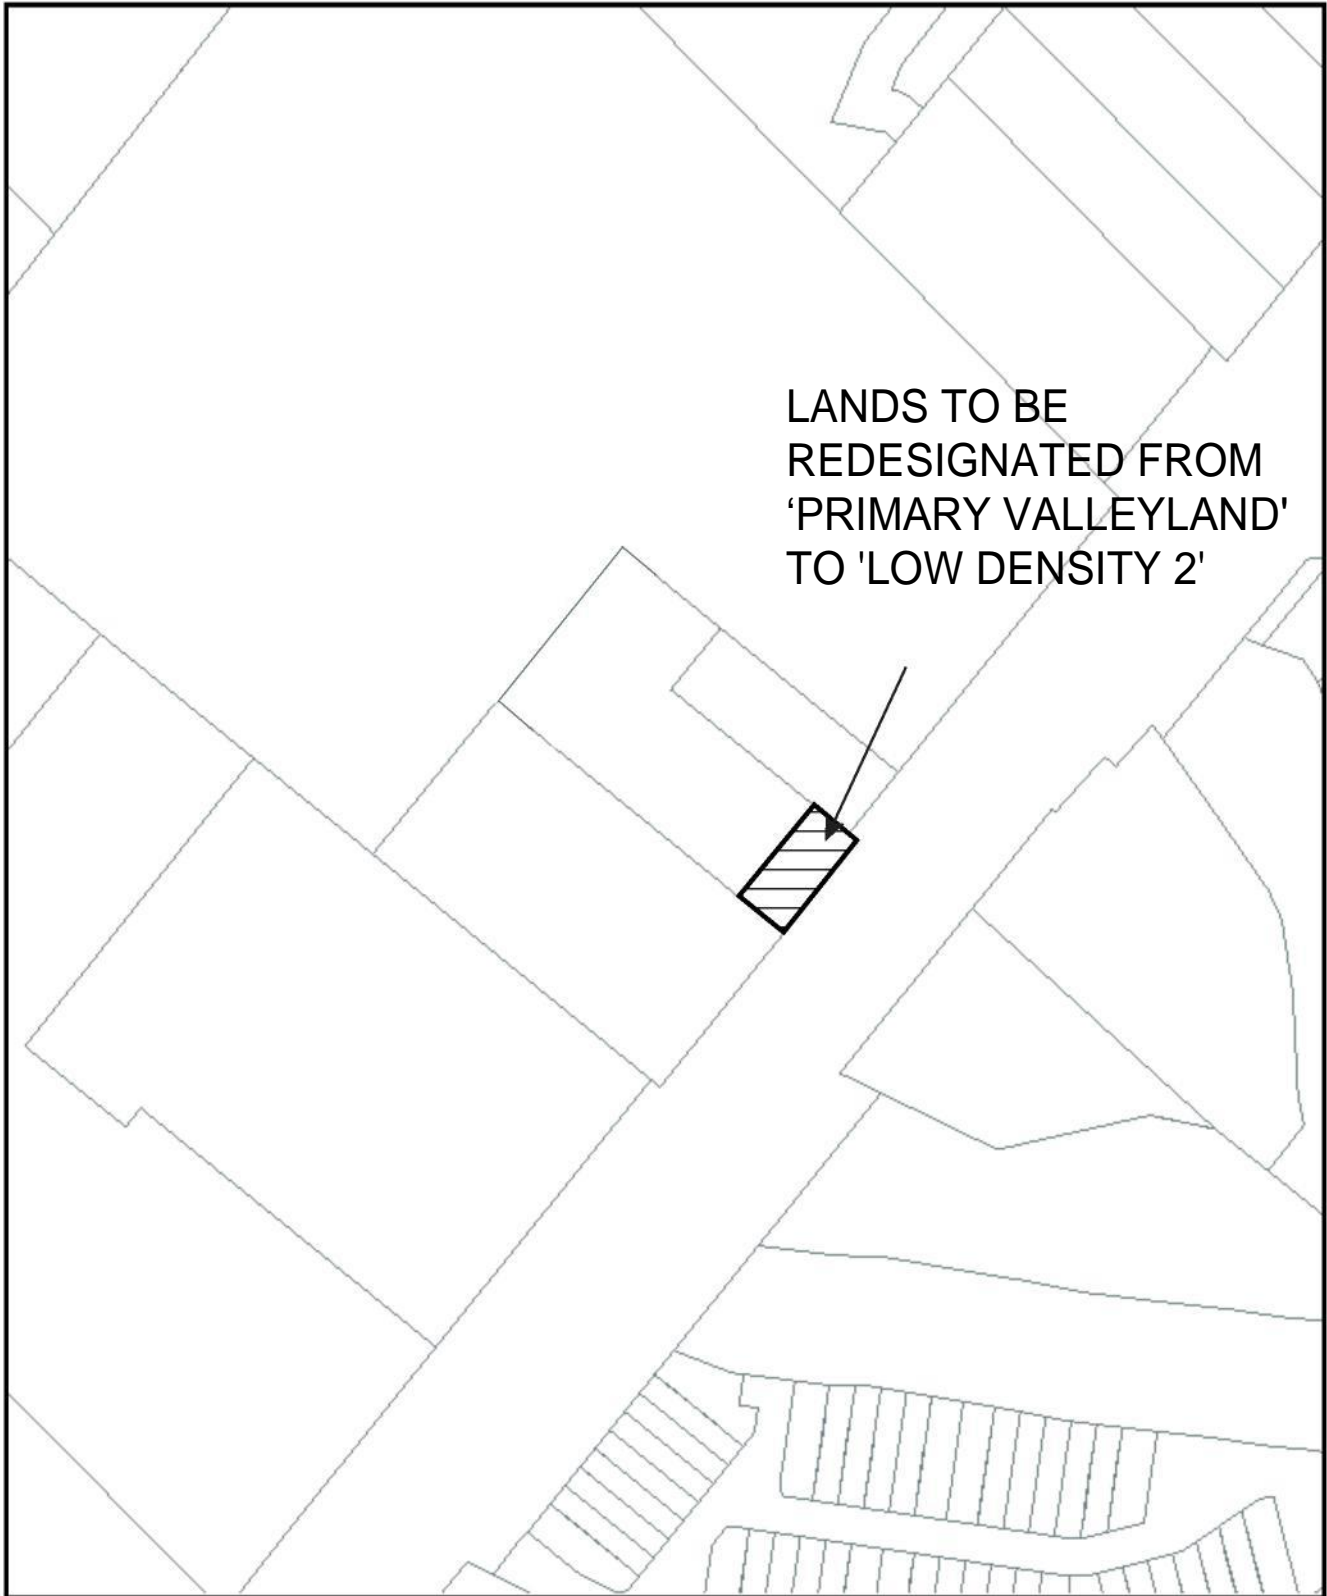 LANDS TO BE
REDESIGNATED FROM
‘PRIMARY VALLEYLAND'
TO 'LOW DENSITY 2'